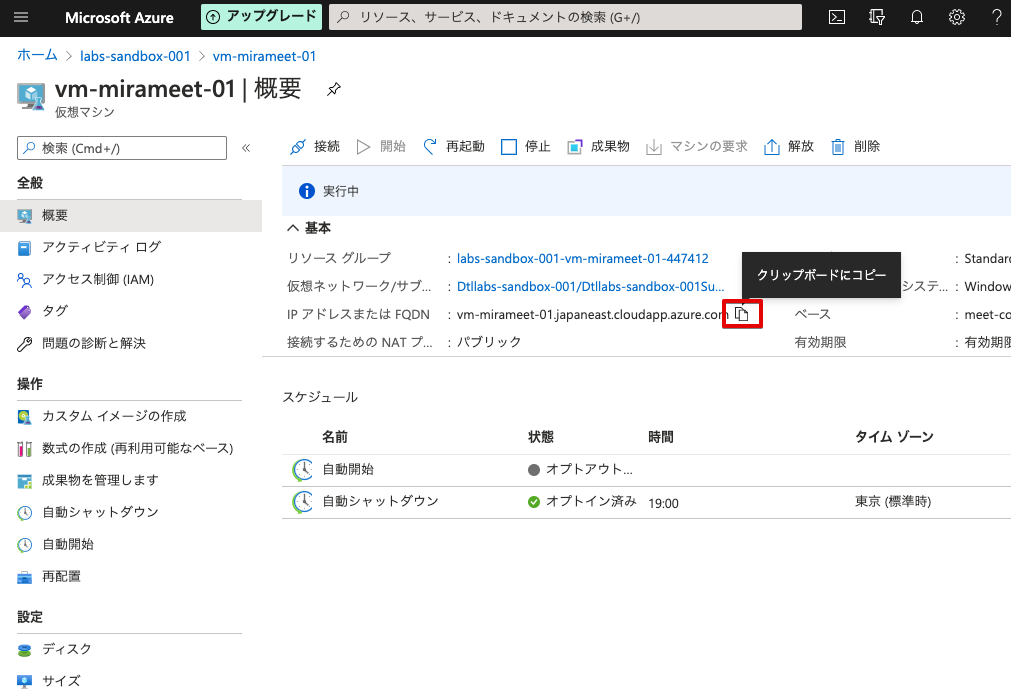 Microsoft Azure
アップグレード
リソース、サービス、ドキュメントの検索 (G+/)
ホーム > labs-sandbox-001 > vm-mirameet-01
vm-mirameet-01 | 概要
仮想マシン
検索 (Cmd+/)
«
全般
概要
アクティビティ ログ
アクセス制御 (IAM)
タグ
問題の診断と解決
操作
カスタム イメージの作成
数式の作成 (再利用可能なベース)
成果物を管理します
自動シャットダウン
自動開始
再配置
設定
ディスク
サイズ
接続 開始 再起動 停止 成果物 マシンの要求 解放 削除
実行中
基本
リソース グループ : labs-sandbox-001-vm-mirameet-01-447412
仮想ネットワーク/サブ... : Dtllabs-sandbox-001/Dtllabs-sandbox-001Su...
IP アドレスまたは FQDN : vm-mirameet-01.japaneast.cloudapp.azure.com
接続するための NAT プ... : パブリック
クリップボードにコピー
: Standard
システ... : Window
ベース : meet-co
有効期限 : 有効期限
スケジュール
名前 状態 時間 タイム ゾーン
自動開始 オプトアウト...
自動シャットダウン オプトイン済み 19:00 東京 (標準時)